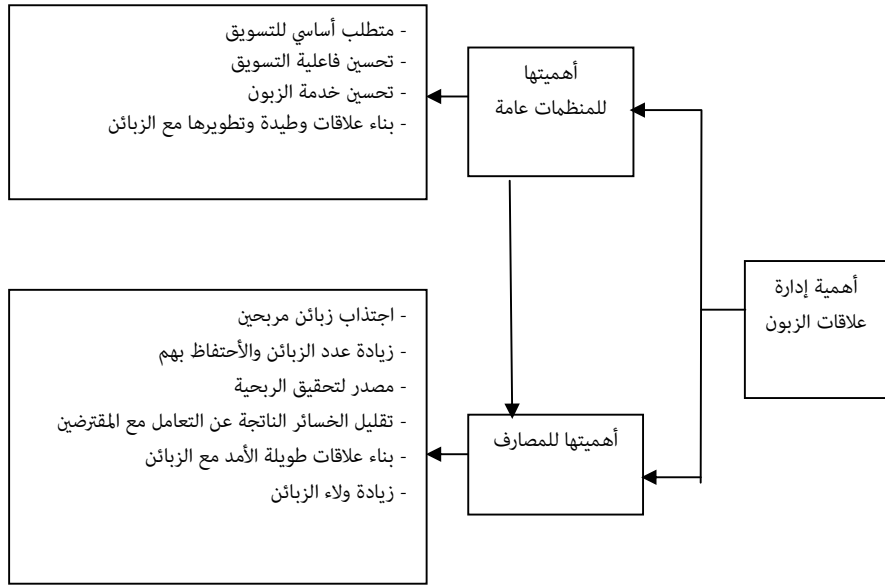 أهمية إدارة
علاقات الزبون
أهميتها
للمنظمات عامة
- متطلب أساسي للتسويق
- تحسين فاعلية التسويق
- تحسين خدمة الزبون
- بناء علاقات وطيدة وتطويرها مع الزبائن
أهميتها للمصارف
- اجتذاب زبائن مربحين
- زيادة عدد الزبائن والأحتفاظ بهم
- مصدر لتحقيق الربحية
- تقليل الخسائر الناتجة عن التعامل مع المقترضين
- بناء علاقات طويلة الأمد مع الزبائن
- زيادة ولاء الزبائن